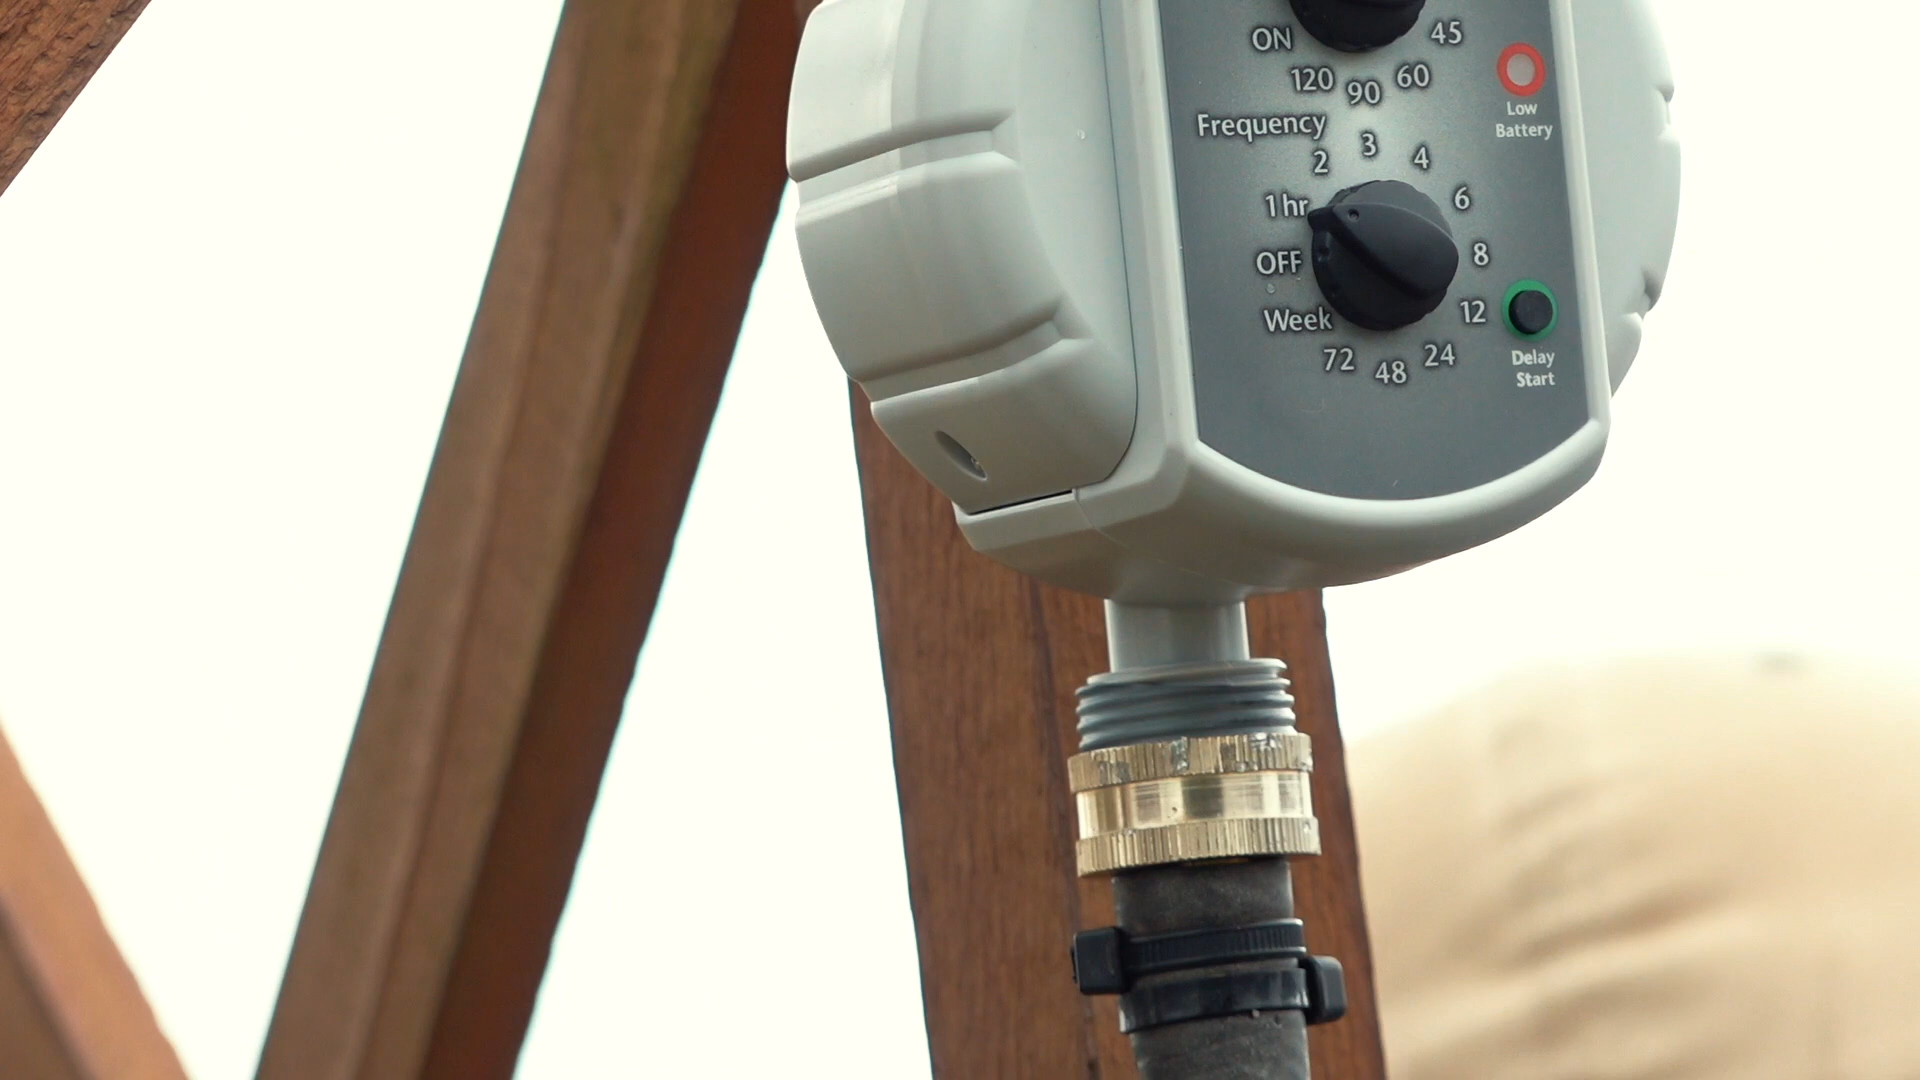 ON 45
120 90 60
Low
Battery
Frequency
2 3 4
1 hr 6
OFF 8
Week 12
72 48 24
Delay
Start